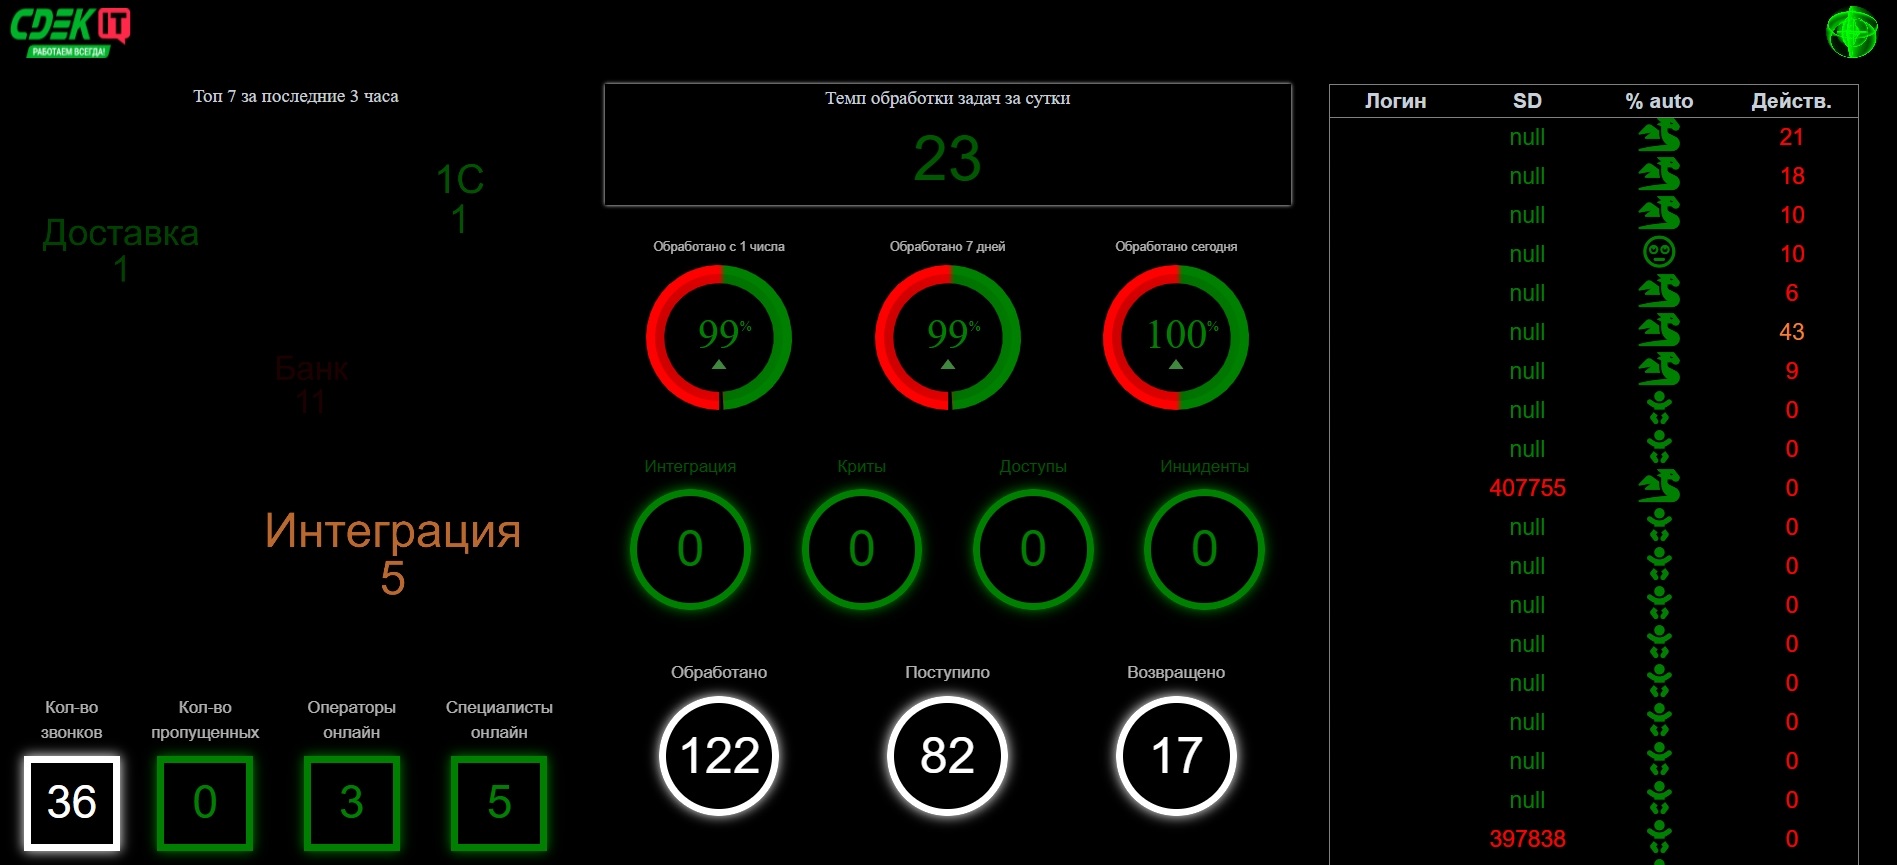 CDEK IT
РАБОТАЕМ ВСЕГДА!
Топ 7 за последние 3 часа
1С
1
Доставка
1
Банк
11
Интеграция
5
Кол-во звонков
36
Кол-во пропущенных
0
Операторы онлайн
3
Специалисты онлайн
5
Темп обработки задач за сутки
23
Обработано с 1 числа
99%
Обработано 7 дней
99%
Обработано сегодня
100%
Интеграция
0
Криты
0
Доступы
0
Инциденты
0
Обработано
122
Поступило
82
Возвращено
17
Логин SD % auto Действ.
null 21
null 18
null 10
null 10
null 6
null 43
null 9
null 0
null 0
407755 0
null 0
null 0
null 0
null 0
null 0
null 0
null 0
null 0
397838 0